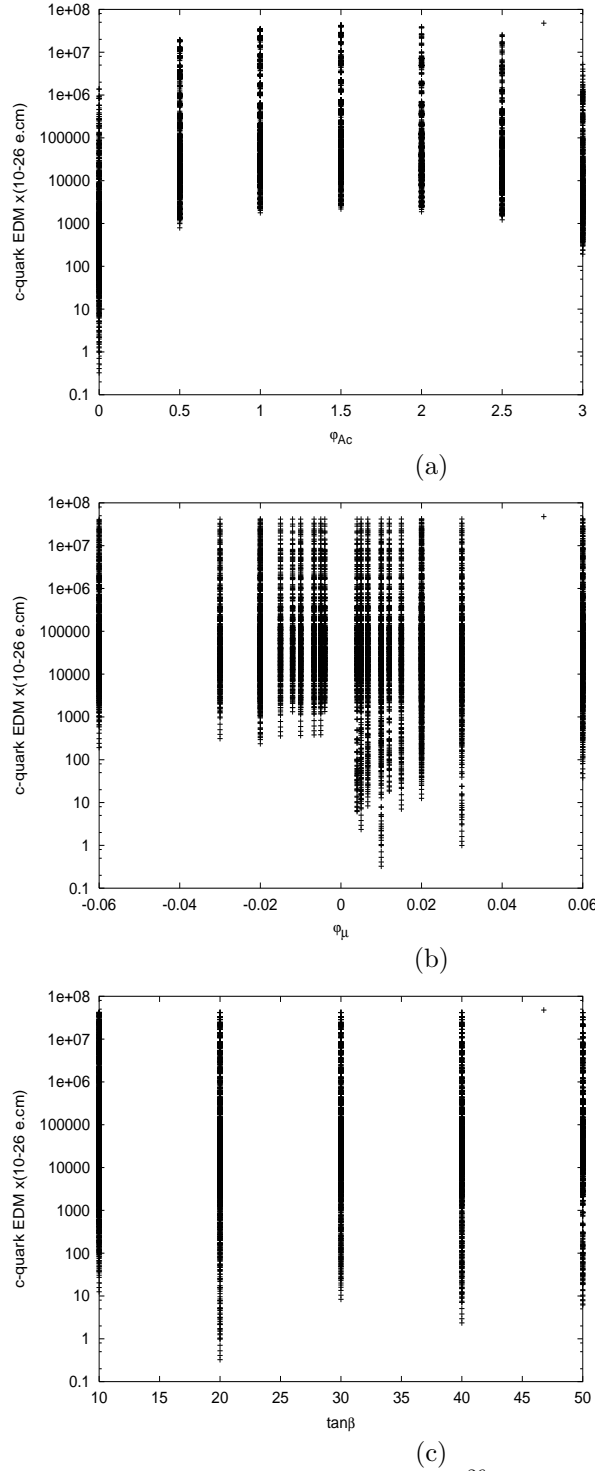 1e+08
1e+07
1e+06
100000
10000
1000
100
10
1
0.1
c-quark EDM x(10-26 e.cm)
0 0.5 1 1.5 2 2.5 3
φAc
(a)
1e+08
1e+07
1e+06
100000
10000
1000
100
10
1
0.1
c-quark EDM x(10-26 e.cm)
-0.06 -0.04 -0.02 0 0.02 0.04 0.06
φμ
(b)
1e+08
1e+07
1e+06
100000
10000
1000
100
10
1
0.1
c-quark EDM x(10-26 e.cm)
10 15 20 25 30 35 40 45 50
tanβ
(c)